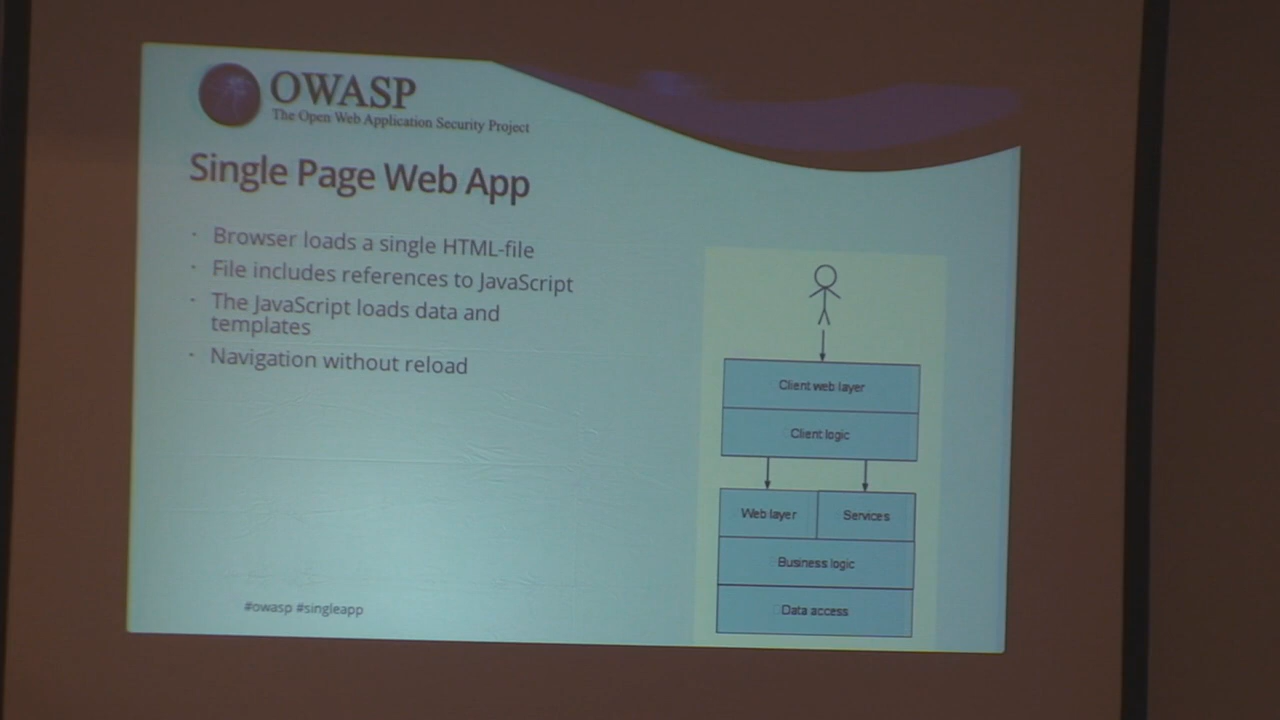 OWASP
The Open Web Application Security Project
Single Page Web App
· Browser loads a single HTML-file
· File includes references to JavaScript
· The JavaScript loads data and
templates
· Navigation without reload
Client web layer
Client logic
Web layer
Services
Business logic
Data access
#owasp #singleapp